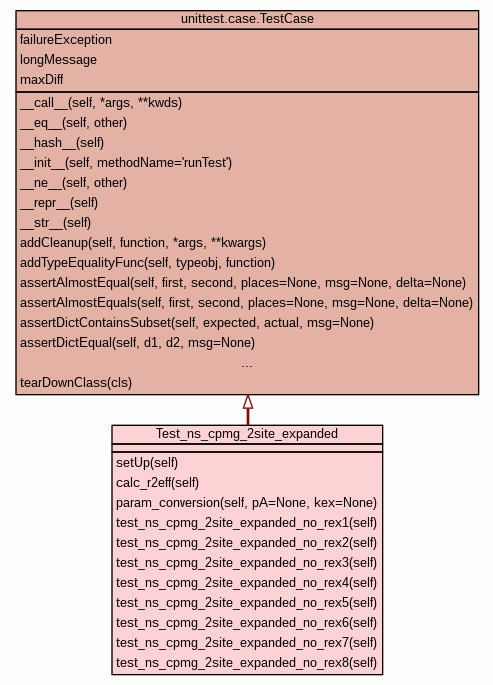 unittest.case.TestCase
failureException
longMessage
maxDiff
__call__(self, *args, **kwds)
__eq__(self, other)
__hash__(self)
__init__(self, methodName='runTest')
__ne__(self, other)
__repr__(self)
__str__(self)
addCleanup(self, function, *args, **kwargs)
addTypeEqualityFunc(self, typeobj, function)
assertAlmostEqual(self, first, second, places=None, msg=None, delta=None)
assertAlmostEquals(self, first, second, places=None, msg=None, delta=None)
assertDictContainsSubset(self, expected, actual, msg=None)
assertDictEqual(self, d1, d2, msg=None)
...
tearDownClass(cls)
Test_ns_cpmg_2site_expanded
setUp(self)
calc_r2eff(self)
param_conversion(self, pA=None, kex=None)
test_ns_cpmg_2site_expanded_no_rex1(self)
test_ns_cpmg_2site_expanded_no_rex2(self)
test_ns_cpmg_2site_expanded_no_rex3(self)
test_ns_cpmg_2site_expanded_no_rex4(self)
test_ns_cpmg_2site_expanded_no_rex5(self)
test_ns_cpmg_2site_expanded_no_rex6(self)
test_ns_cpmg_2site_expanded_no_rex7(self)
test_ns_cpmg_2site_expanded_no_rex8(self)